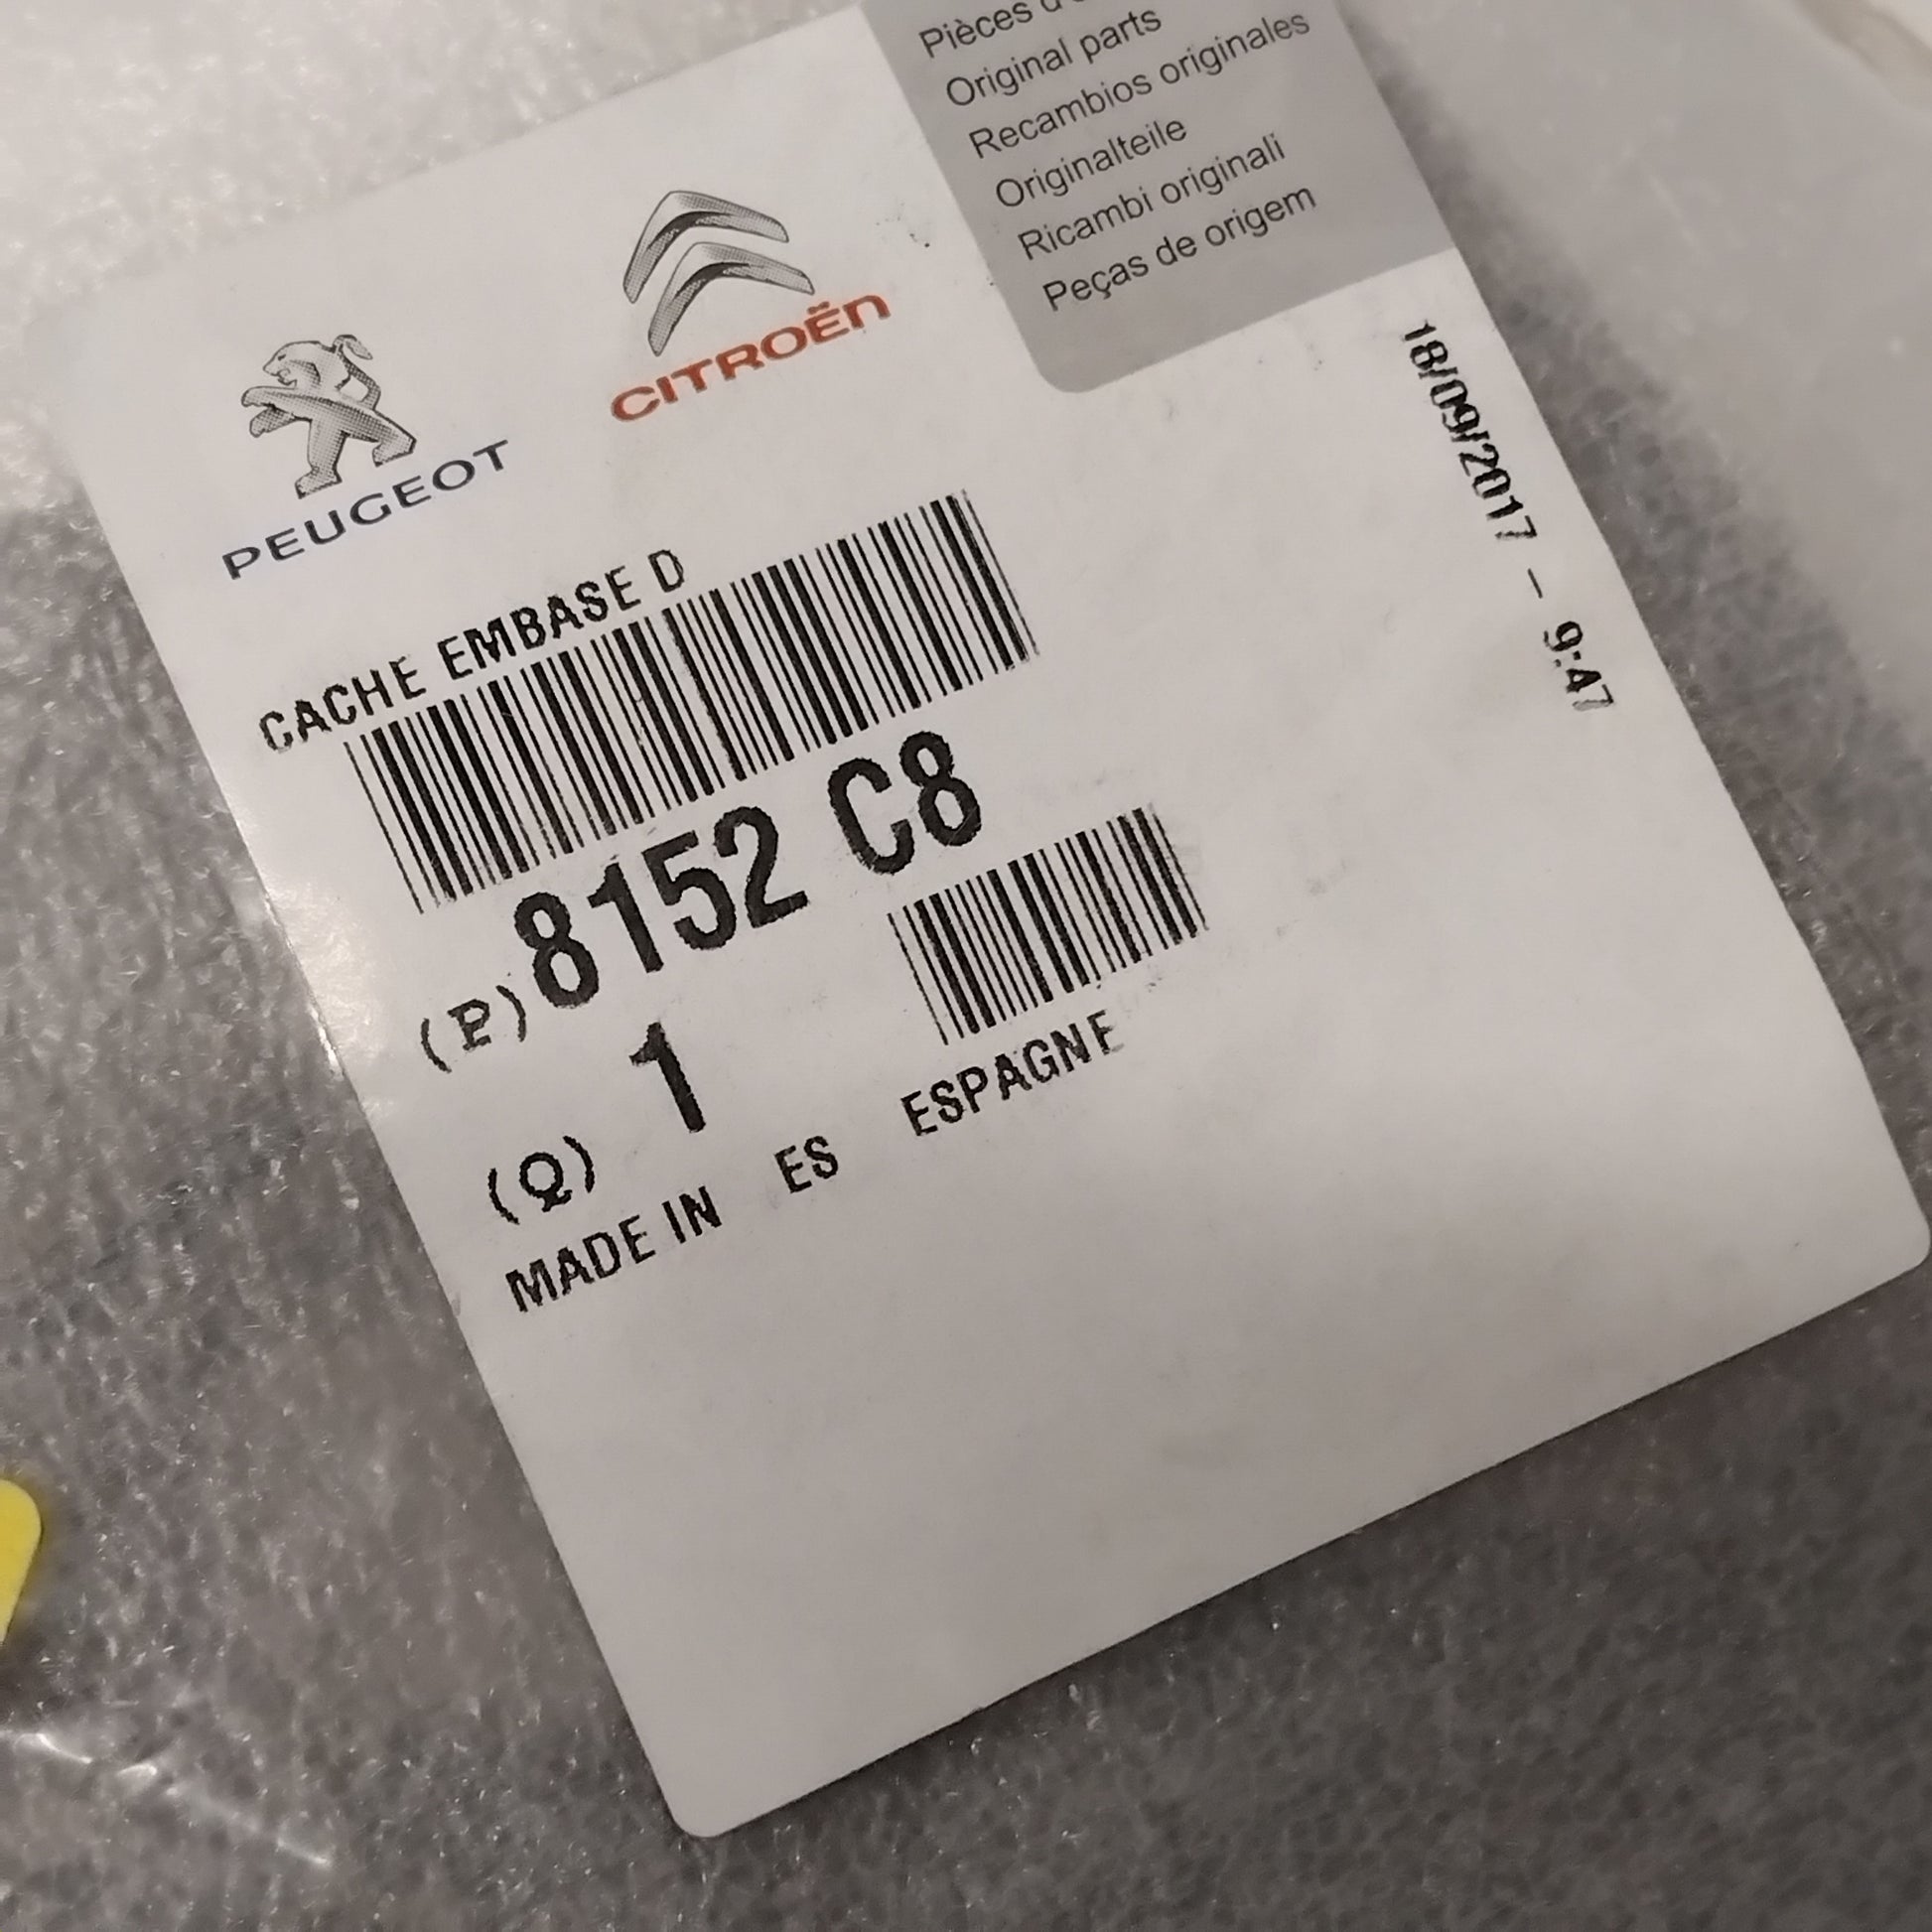 Pièces
Original parts
Recambios originales
Originalteile
Ricambi originali
Peças de origem
PEUGEOT
CITROËN
18/09/2017 - 9:47
CACHE EMBASE D
(P) 8152 C8
(Q) 1
MADE IN ES ESPAGNE